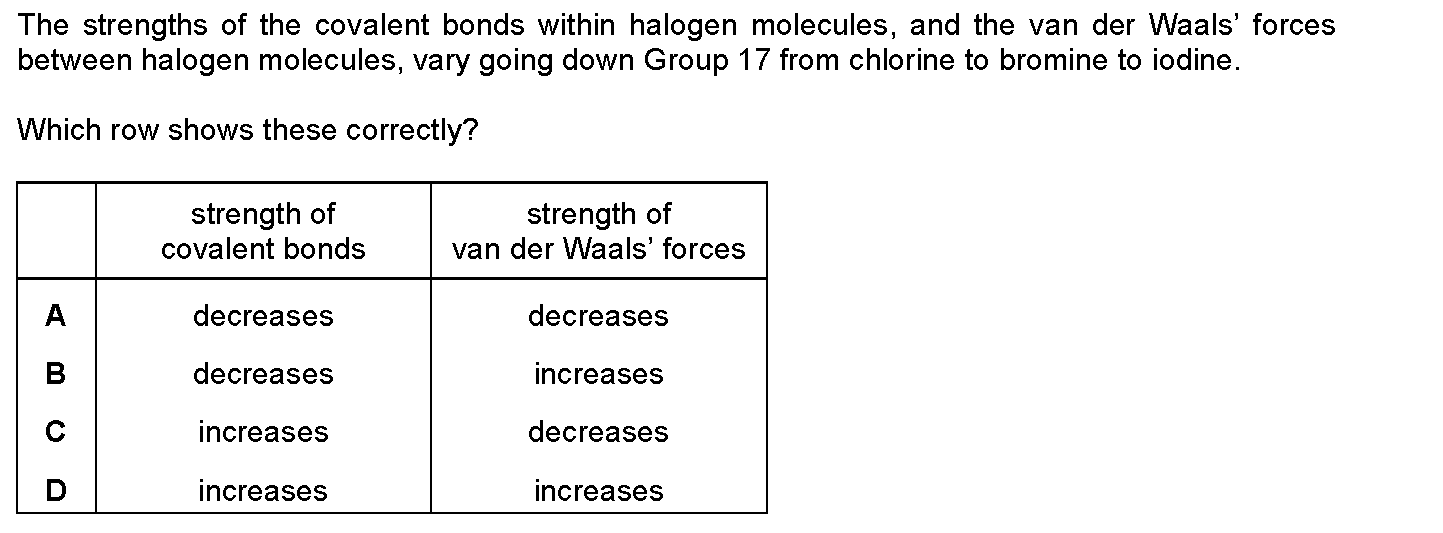 The strengths of the covalent bonds within halogen molecules, and the van der Waals’ forces
between halogen molecules, vary going down Group 17 from chlorine to bromine to iodine.
Which row shows these correctly?
strength of covalent bonds | strength of van der Waals’ forces
A decreases decreases
B decreases increases
C increases decreases
D increases increases